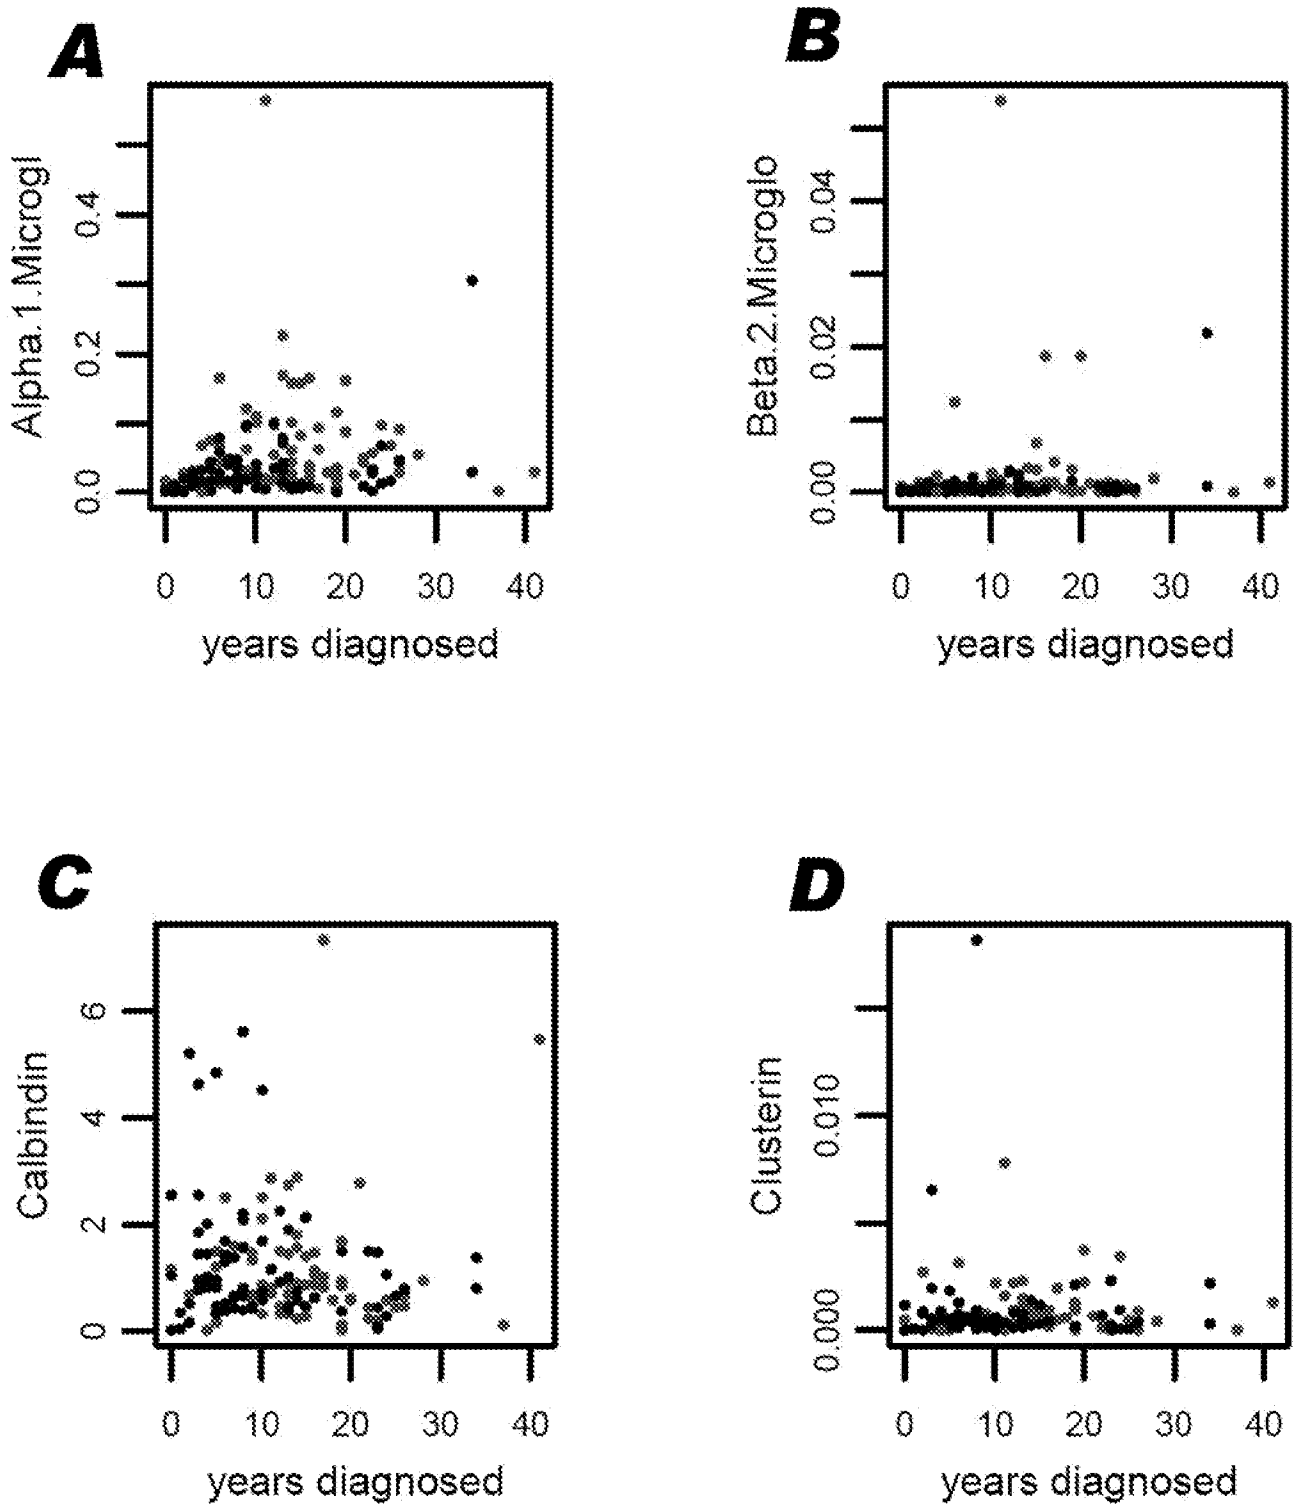 A
B
Alpha.1.Microgl
0.0 0.2 0.4
0 10 20 30 40
years diagnosed
Beta.2.Microglo
0.00 0.02 0.04
0 10 20 30 40
years diagnosed
C
D
Calbindin
0 2 4 6
0 10 20 30 40
years diagnosed
Clusterin
0.000 0.010
0 10 20 30 40
years diagnosed